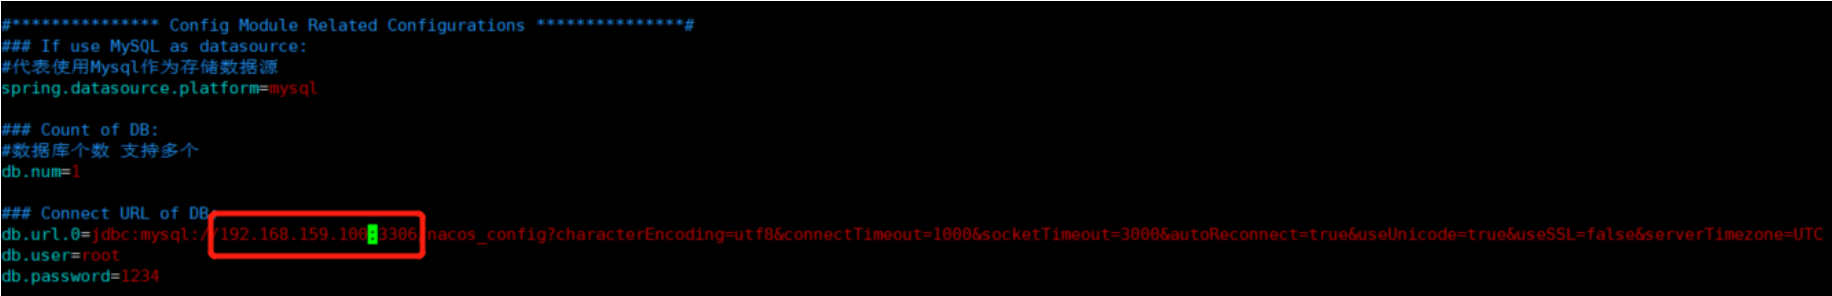 #*************** Config Module Related Configurations ***************#
### If use MySQL as datasource:
#代表使用Mysql作为存储数据源
spring.datasource.platform=mysql
### Count of DB:
#数据库个数 支持多个
db.num=1
### Connect URL of DB:
db.url.0=jdbc:mysql://192.168.159.100:3306/nacos_config?characterEncoding=utf8&connectTimeout=1000&socketTimeout=3000&autoReconnect=true&useUnicode=true&useSSL=false&serverTimezone=UTC
db.user=root
db.password=1234